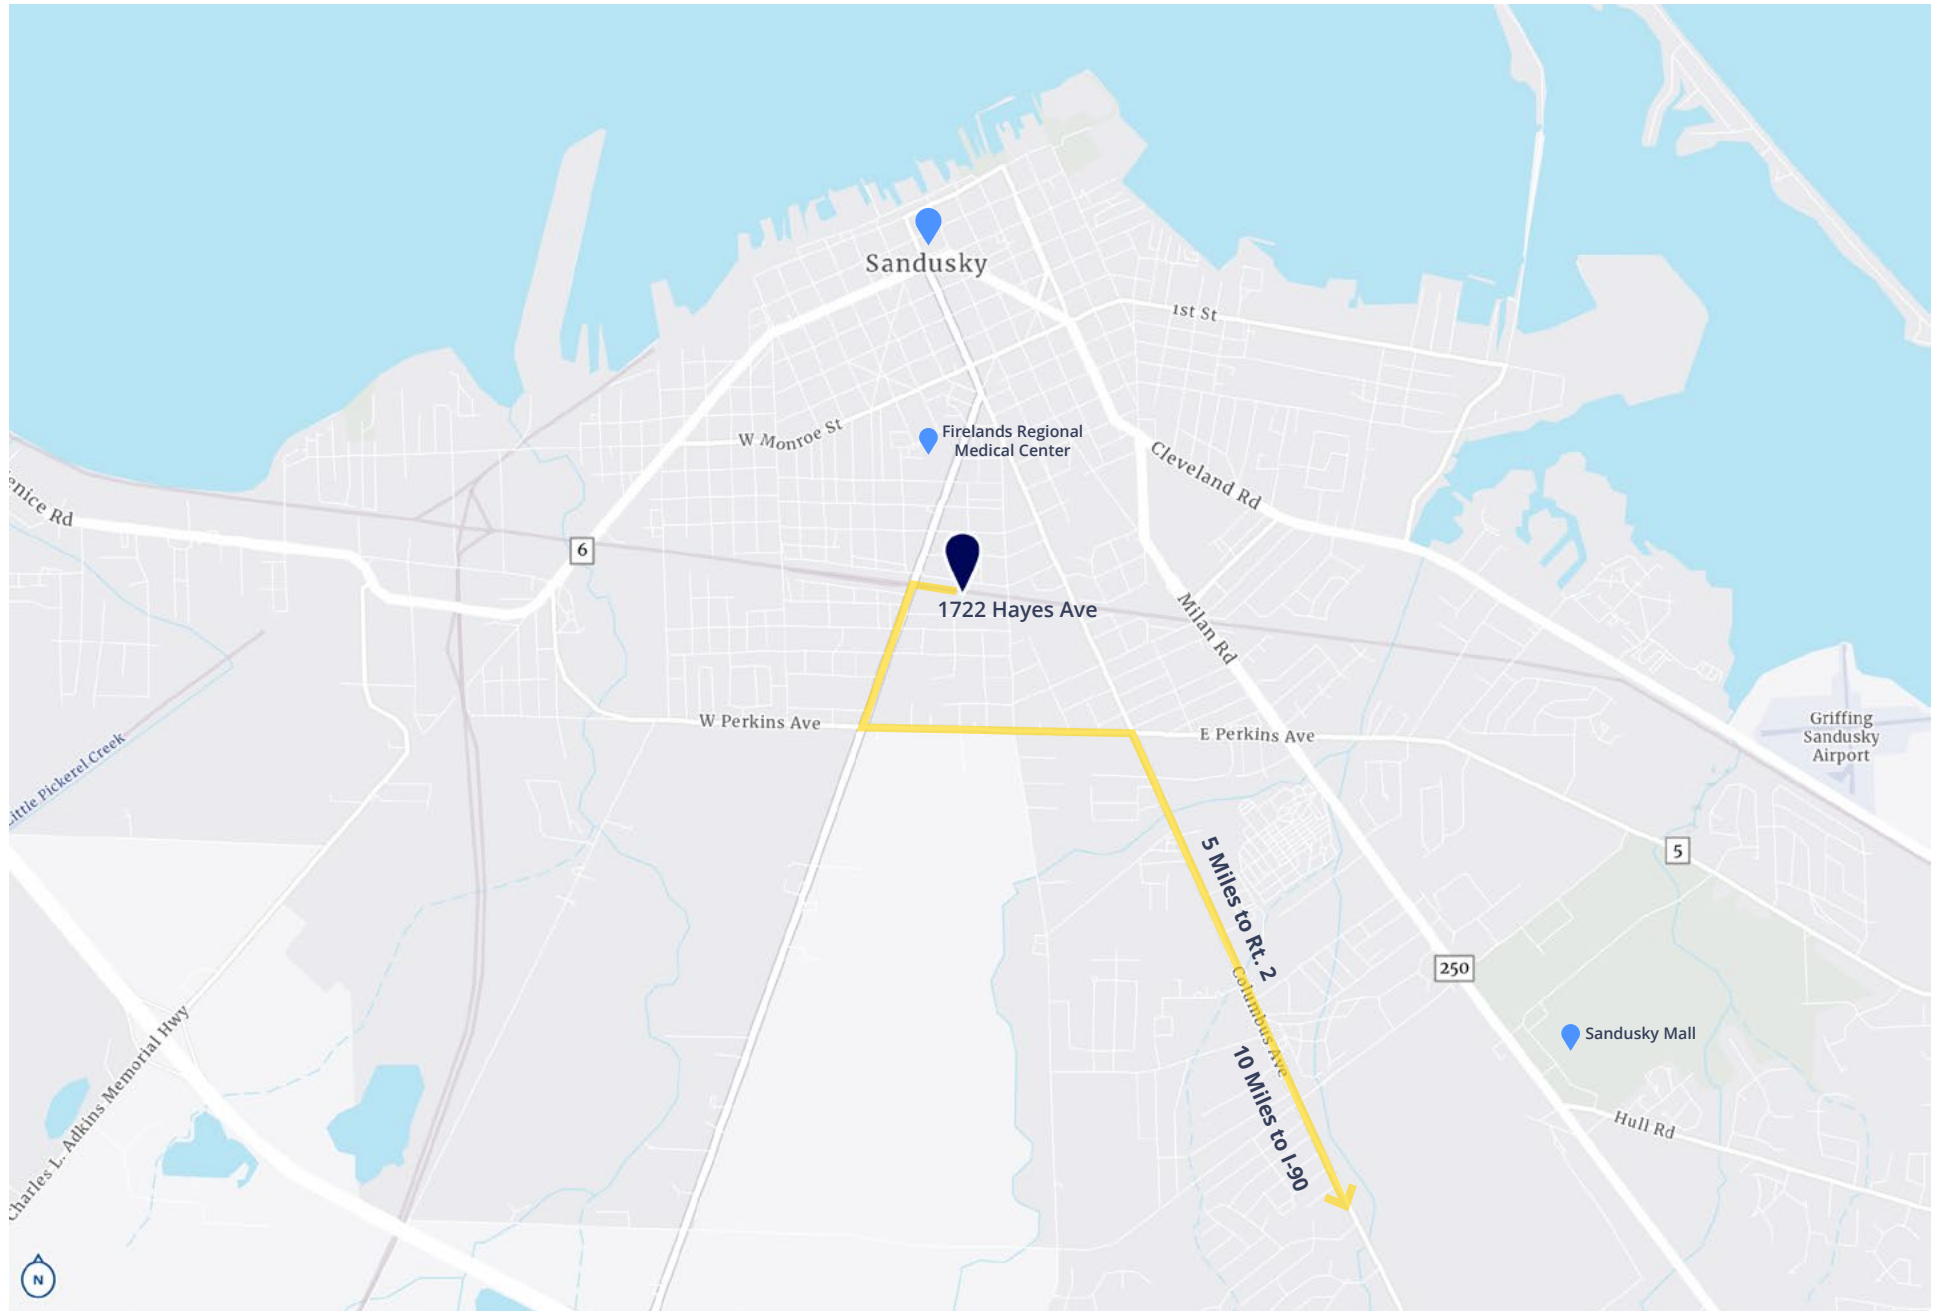 Sandusky
1st St
W Monroe St
Firelands Regional
Medical Center
Cleveland Rd
enice Rd
6
1722 Hayes Ave
Milan Rd
W Perkins Ave
E Perkins Ave
Griffing
Sandusky
Airport
Little Pickerel Creek
5
5 Miles to Rt. 2
250
Columbus Ave
Sandusky Mall
10 Miles to I-90
Charles L. Adkins Memorial Hwy
Hull Rd
N